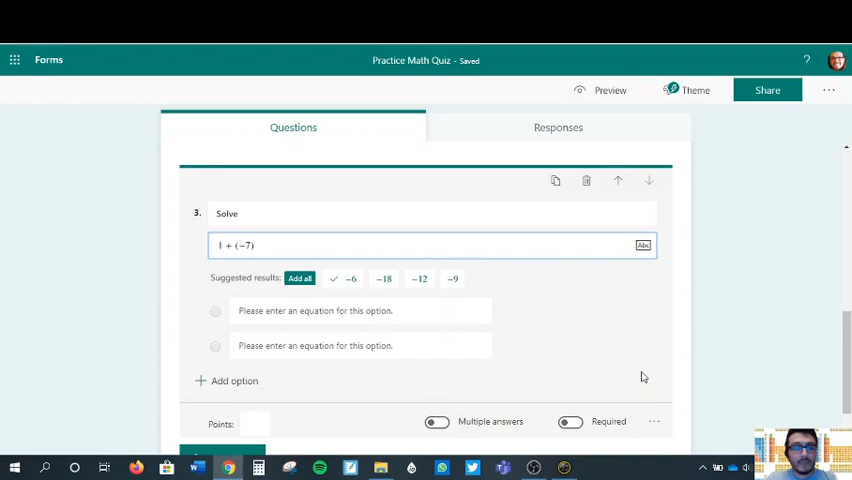 Forms
Practice Math Quiz - Saved
?
Preview
Theme
Share
...
Questions
Responses
3.
Solve
1 + (−7)
Abc
Suggested results:
Add all
−6
−18
−12
−9
Please enter an equation for this option.
Please enter an equation for this option.
+ Add option
Points:
Multiple answers
Required
...